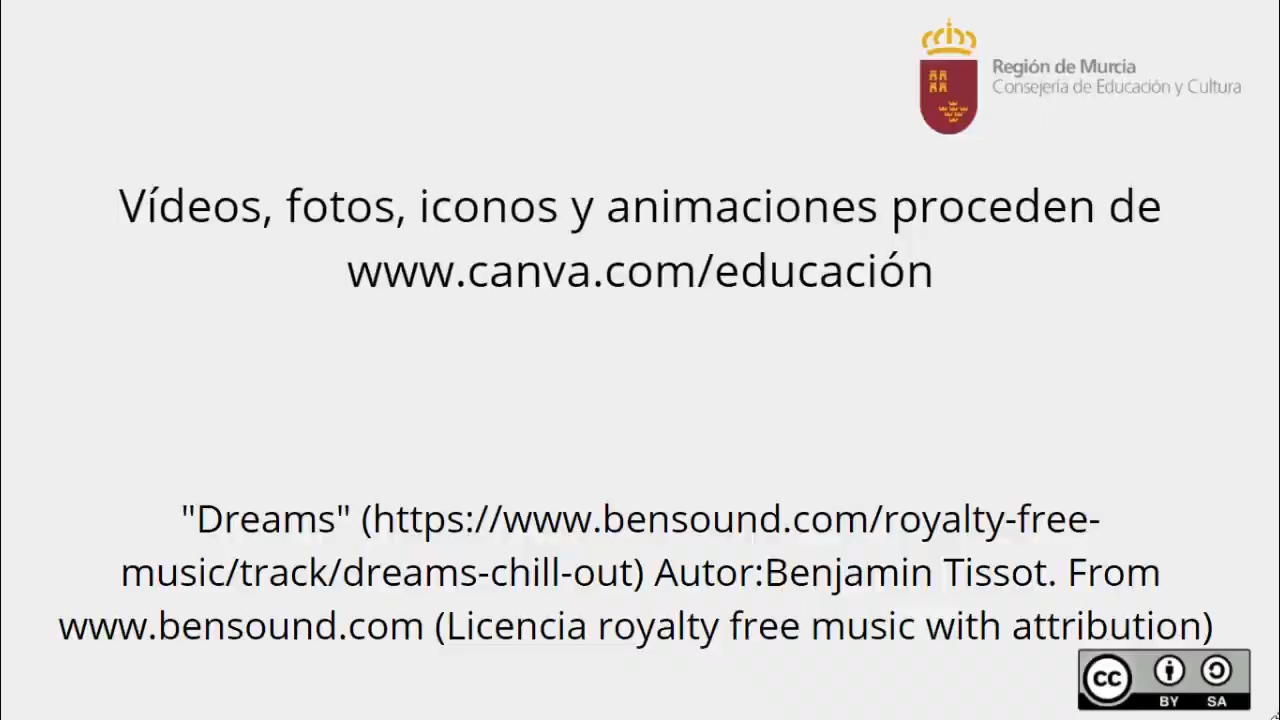 Región de Murcia
Consejería de Educación y Cultura
Vídeos, fotos, iconos y animaciones proceden de
www.canva.com/educación
"Dreams" (https://www.bensound.com/royalty-free-
music/track/dreams-chill-out) Autor:Benjamin Tissot. From
www.bensound.com (Licencia royalty free music with attribution)
cc
BY SA